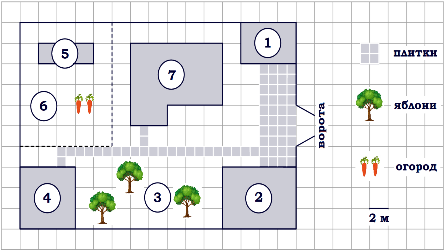 1
5
7
6
4
3
2
ворота
плитки
яблони
огород
2 м